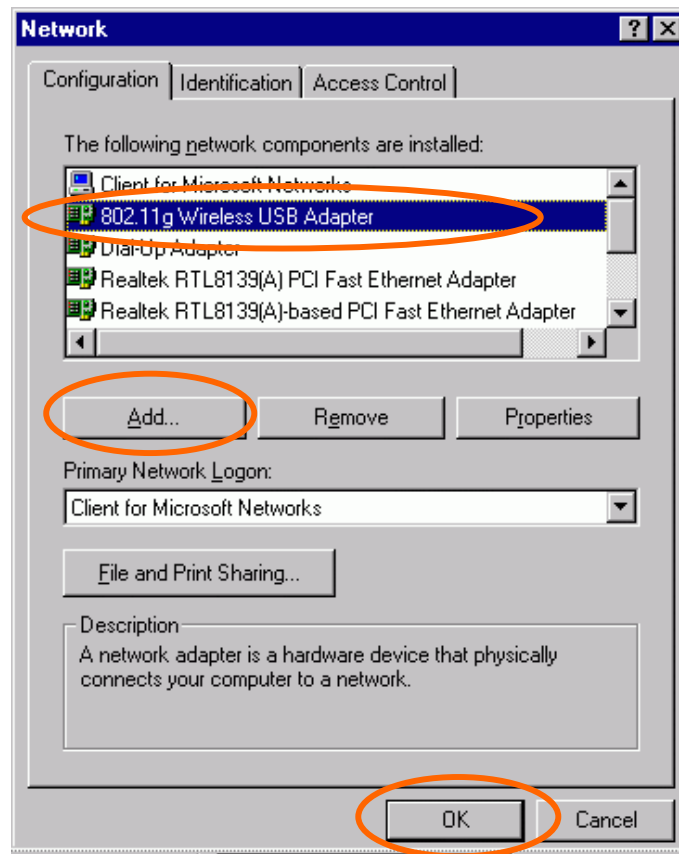 Network
Configuration Identification Access Control
The following network components are installed:
Client for Microsoft Networks
802.11g Wireless USB Adapter
Dial-Up Adapter
Realtek RTL8139(A) PCI Fast Ethernet Adapter
Realtek RTL8139(A)-based PCI Fast Ethernet Adapter
Add... Remove Properties
Primary Network Logon:
Client for Microsoft Networks
File and Print Sharing...
Description
A network adapter is a hardware device that physically
connects your computer to a network.
OK Cancel